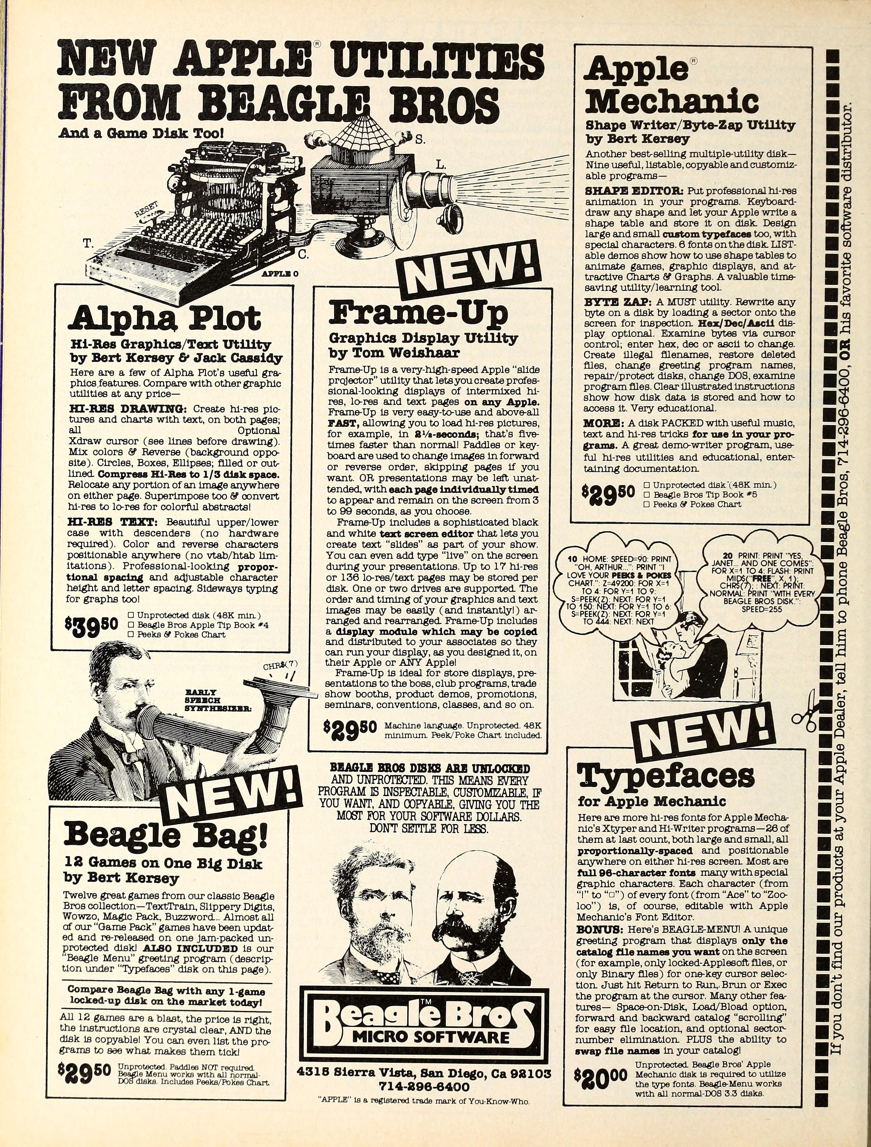 NEW APPLE® UTILITIES
FROM BEAGLE BROS
And a Game Disk Too!
S.
L.
RESET
T.
C.
APPLE O
Alpha Plot
Hi-Res Graphics/Text Utility
by Bert Kersey & Jack Cassidy
Here are a few of Alpha Plot's useful gra-
phics features. Compare with other graphic
utilities at any price—
HI-RES DRAWING: Create hi-res pic-
tures and charts with text, on both pages;
all Optional
Xdraw cursor (see lines before drawing).
Mix colors & Reverse (background oppo-
site). Circles, Boxes, Ellipses; filled or out-
lined. Compress Hi-Res to 1/3 disk space.
Relocate any portion of an image anywhere
on either page. Superimpose too & convert
hi-res to lo-res for colorful abstracts!
HI-RES TEXT: Beautiful upper/lower
case with descenders (no hardware
required). Color and reverse characters
positionable anywhere (no vtab/htab lim-
itations). Professional-looking propor-
tional spacing and adjustable character
height and letter spacing. Sideways typing
for graphs too!
$39.50
□ Unprotected disk (48K min.)
□ Beagle Bros Apple Tip Book #4
□ Peeks & Pokes Chart
CHR$(7)
EARLY
SPEECH
SYNTHESIZER:
NEW!
Beagle Bag!
12 Games on One Big Disk
by Bert Kersey
Twelve great games from our classic Beagle
Bros collection—TextTrain, Slippery Digits,
Wowzo, Magic Pack, Buzzword... Almost all
of our "Game Pack" games have been updat-
ed and re-released on one jam-packed un-
protected disk! ALSO INCLUDED is our
"Beagle Menu" greeting program (descrip-
tion under "Typefaces" disk on this page).
Compare Beagle Bag with any 1-game
locked-up disk on the market today!
All 12 games are a blast, the price is right,
the instructions are crystal clear, AND the
disk is copyable! You can even list the pro-
grams to see what makes them tick!
$29.50
Unprotected. Paddles NOT required.
Beagle Menu works with all normal-
DOS disks. Includes Peeks/Pokes Chart.
NEW!
Frame-Up
Graphics Display Utility
by Tom Weishaar
Frame-Up is a very-high-speed Apple "slide
projector" utility that lets you create profes-
sional-looking displays of intermixed hi-
res, lo-res and text pages on any Apple.
Frame-Up is very easy-to-use and above-all
FAST, allowing you to load hi-res pictures,
for example, in 2½-seconds; that's five-
times faster than normal! Paddles or key-
board are used to change images in forward
or reverse order, skipping pages if you
want. OR presentations may be left unat-
tended, with each page individually timed
to appear and remain on the screen from 3
to 99 seconds, as you choose.
Frame-Up includes a sophisticated black
and white text screen editor that lets you
create text "slides" as part of your show.
You can even add type "live" on the screen
during your presentations. Up to 17 hi-res
or 136 lo-res/text pages may be stored per
disk. One or two drives are supported. The
order and timing of your graphics and text
images may be easily (and instantly!) ar-
ranged and rearranged. Frame-Up includes
a display module which may be copied
and distributed to associates so they
can run your display, as you designed it, on
their Apple or ANY Apple!
Frame-Up is ideal for store displays, pre-
sentations to the boss, club programs, trade
show booths, product demos, promotions,
seminars, conventions, classes, and so on.
$29.50
Machine language. Unprotected. 48K
minimum. Peek/Poke Chart included.
BEAGLE BROS DISKS ARE UNLOCKED
AND UNPROTECTED. THIS MEANS EVERY
PROGRAM IS INSPECTABLE, CUSTOMIZABLE, IF
YOU WANT, AND COPYABLE, GIVING YOU THE
MOST FOR YOUR SOFTWARE DOLLARS.
DON'T SETTLE FOR LESS.
Beagle Bros™
MICRO SOFTWARE
4315 Sierra Vista, San Diego, Ca 92103
714-296-6400
"APPLE" is a registered trade mark of You-Know-Who.
Apple®
Mechanic
Shape Writer/Byte-Zap Utility
by Bert Kersey
Another best-selling multiple-utility disk—
Nine useful, listable, copyable and customiz-
able programs—
SHAPE EDITOR: Put professional hi-res
animation in your programs. Keyboard-
draw any shape and let your Apple write a
shape table and store it on disk. Design
large and small custom typefaces too, with
special characters. 6 fonts on the disk. LIST-
able demos show how to use shape tables to
animate games, graphic displays, and at-
tractive Charts & Graphs. A valuable time-
saving utility/learning tool.
BYTE ZAP: A MUST utility. Rewrite any
byte on a disk by loading a sector onto the
screen for inspection. Hex/Dec/Ascii dis-
play optional. Examine bytes via cursor
control; enter hex, dec or ascii to change.
Create illegal filenames, restore deleted
files, change greeting program names,
repair/protect disks, change DOS, examine
program files. Clear illustrated instructions
show how disk data is stored and how to
access it. Very educational.
MORE: A disk PACKED with useful music,
text and hi-res tricks for use in your pro-
grams. A great demo-writer program, use-
ful hi-res utilities and educational, enter-
taining documentation.
$29.50
□ Unprotected disk (48K min.)
□ Beagle Bros Tip Book #5
□ Peeks & Pokes Chart
10 HOME: SPEED=90: PRINT
"OH, ARTHUR...": PRINT "I
LOVE YOUR PEEKS & POKES
CHART.": Z=49200: FOR X=1
TO 4: FOR Y=1 TO 9:
S=PEEK(Z): NEXT: FOR Y=1
TO 150: NEXT: FOR Y=1 TO 6:
S=PEEK(Z): NEXT: FOR Y=1
TO 444: NEXT: NEXT
20 PRINT: PRINT "YES,
JANET... AND ONE COMES"
FOR X=1 TO 4: FLASH: PRINT
MID$("FREE", X, 1);
CHR$(7);: NEXT: PRINT:
NORMAL: PRINT "WITH EVERY
BEAGLE BROS DISK.":
SPEED=255
NEW!
Typefaces
for Apple Mechanic
Here are more hi-res fonts for Apple Mecha-
nic's Xtyper and Hi-Writer programs—26 of
them at last count, both large and small, all
proportionally-spaced and positionable
anywhere on either hi-res screen. Most are
full 96-character fonts many with special
graphic characters. Each character (from
"!" to "□") of every font (from "Ace" to "Zoo-
loo") is, of course, editable with Apple
Mechanic's Font Editor.
BONUS: Here's BEAGLE-MENU! A unique
greeting program that displays only the
catalog file names you want on the screen
(for example, only locked-Applesoft files, or
only Binary files) for one-key cursor selec-
tion. Just hit Return to Run, Brun or Exec
the program at the cursor. Many other fea-
tures— Space-on-Disk, Load/Bload option,
forward and backward catalog "scrolling"
for easy file location, and optional sector-
number elimination. PLUS the ability to
swap file names in your catalog!
$20.00
Unprotected. Beagle Bros' Apple
Mechanic disk is required to utilize
the type fonts. Beagle-Menu works
with all normal-DOS 3.3 disks.
If you don't find our products at your Apple Dealer, tell him to phone Beagle Bros, 714-296-6400, OR his favorite software distributor.